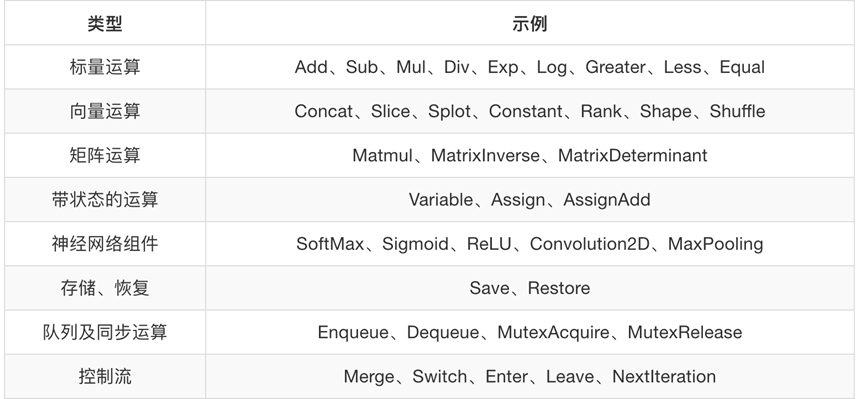 类型 示例
标量运算 Add、Sub、Mul、Div、Exp、Log、Greater、Less、Equal
向量运算 Concat、Slice、Splot、Constant、Rank、Shape、Shuffle
矩阵运算 Matmul、MatrixInverse、MatrixDeterminant
带状态的运算 Variable、Assign、AssignAdd
神经网络组件 SoftMax、Sigmoid、ReLU、Convolution2D、MaxPooling
存储、恢复 Save、Restore
队列及同步运算 Enqueue、Dequeue、MutexAcquire、MutexRelease
控制流 Merge、Switch、Enter、Leave、NextIteration